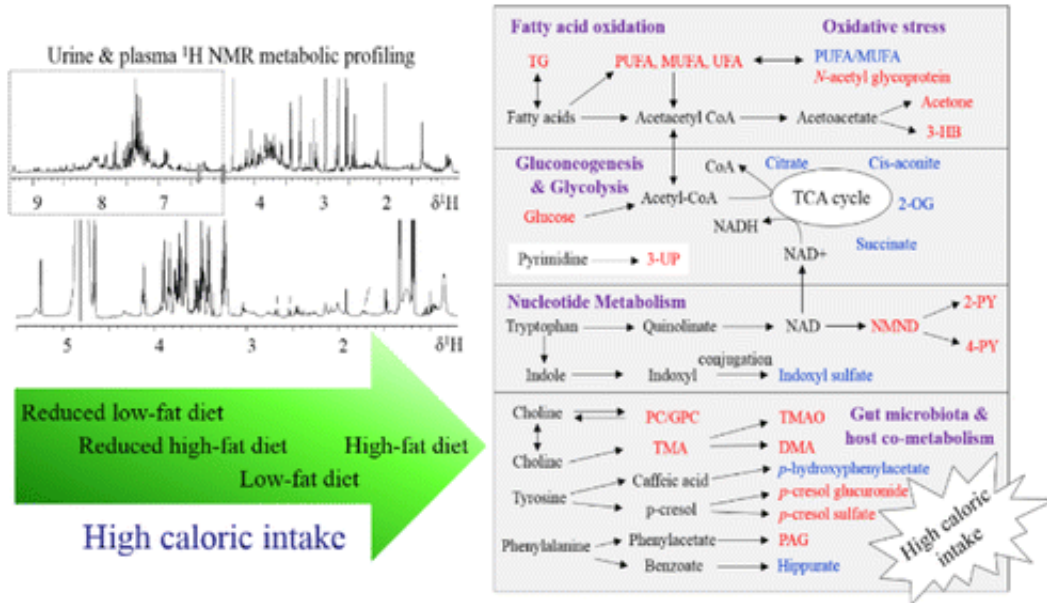 Urine & plasma ¹H NMR metabolic profiling
9 8 7 4 3 2 1 δ¹H
5 4 3 2 δ¹H
Reduced low-fat diet
Reduced high-fat diet
High-fat diet
Low-fat diet
High caloric intake
Fatty acid oxidation
Oxidative stress
TG
PUFA, MUFA, UFA
PUFA/MUFA
N-acetyl glycoprotein
Fatty acids
Acetacetyl CoA
Acetoacetate
Acetone
3-HB
Gluconeogenesis
& Glycolysis
CoA
Citrate
Cis-aconite
Glucose
Acetyl-CoA
TCA cycle
2-OG
NADH
Succinate
Pyrimidine
3-UP
NAD+
Nucleotide Metabolism
Tryptophan
Quinolinate
NAD
NMND
2-PY
4-PY
Indole
Indoxyl
conjugation
Indoxyl sulfate
Choline
PC/GPC
TMAO
Gut microbiota &
host co-metabolism
Choline
TMA
DMA
Tyrosine
Caffeic acid
p-hydroxyphenylacetate
p-cresol
p-cresol glucuronide
p-cresol sulfate
Phenylalanine
Phenylacetate
PAG
Benzoate
Hippurate
High caloric
intake